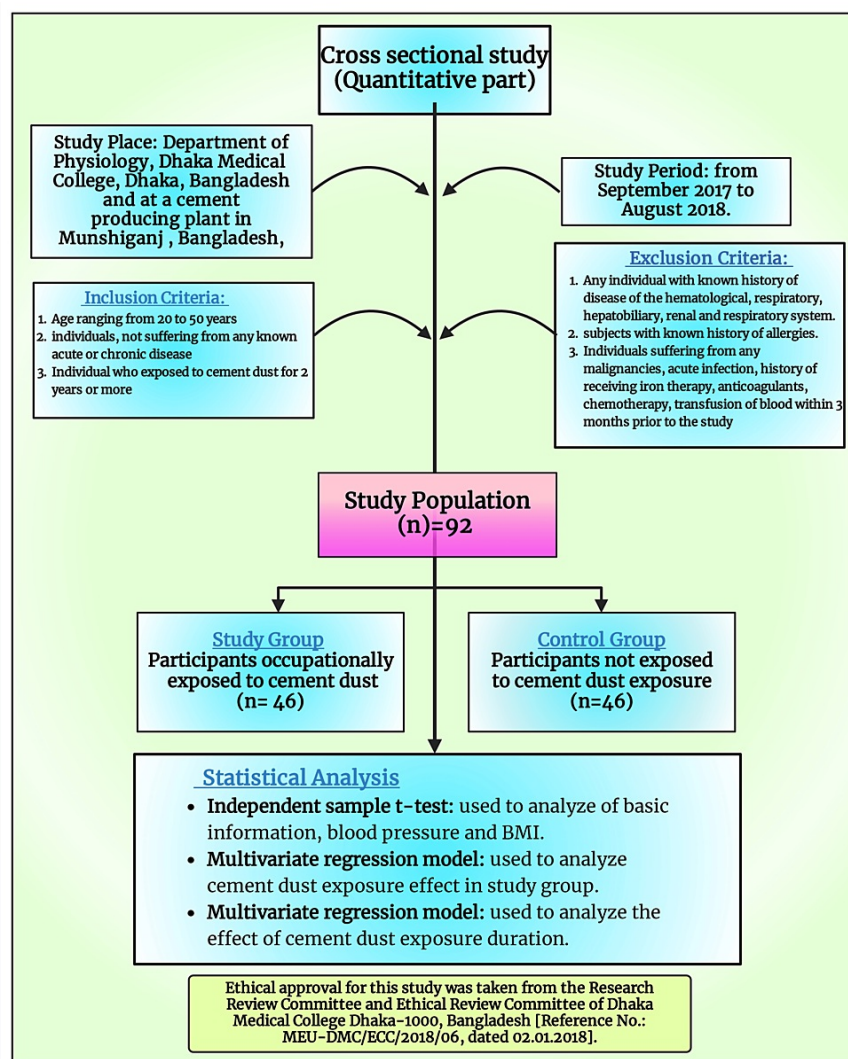 Cross sectional study
(Quantitative part)
Study Place: Department of
Physiology, Dhaka Medical
College, Dhaka, Bangladesh
and at a cement
producing plant in
Munshiganj , Bangladesh,
Study Period: from
September 2017 to
August 2018.
Inclusion Criteria:
1. Age ranging from 20 to 50 years
2. individuals, not suffering from any known
acute or chronic disease
3. Individual who exposed to cement dust for 2
years or more
Exclusion Criteria:
1. Any individual with known history of
disease of the hematological, respiratory,
hepatobiliary, renal and respiratory system.
2. subjects with known history of allergies.
3. Individuals suffering from any
malignancies, acute infection, history of
receiving iron therapy, anticoagulants,
chemotherapy, transfusion of blood within 3
months prior to the study
Study Population
(n)=92
Study Group
Participants occupationally
exposed to cement dust
(n= 46)
Control Group
Participants not exposed
to cement dust exposure
(n=46)
Statistical Analysis
• Independent sample t-test: used to analyze of basic
information, blood pressure and BMI.
• Multivariate regression model: used to analyze
cement dust exposure effect in study group.
• Multivariate regression model: used to analyze the
effect of cement dust exposure duration.
Ethical approval for this study was taken from the Research
Review Committee and Ethical Review Committee of Dhaka
Medical College Dhaka-1000, Bangladesh [Reference No.:
MEU-DMC/ECC/2018/06, dated 02.01.2018].